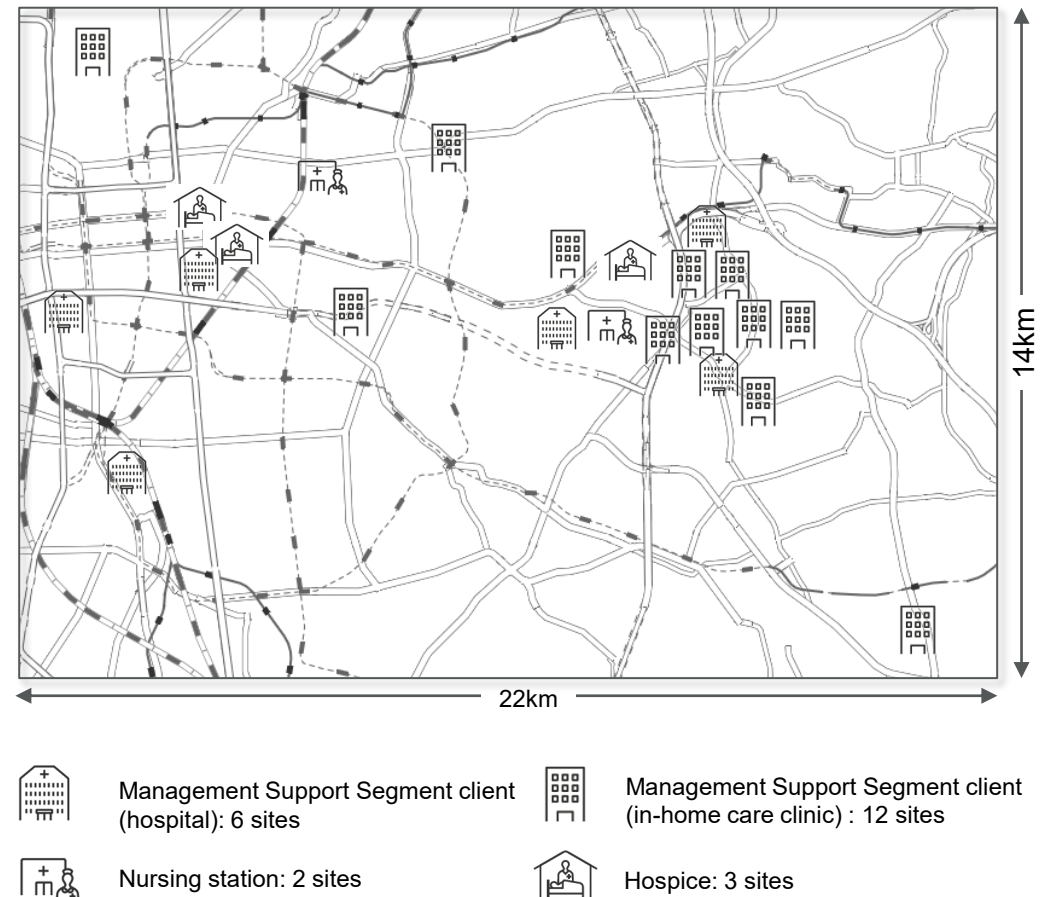 14km
22km
Management Support Segment client
(hospital): 6 sites
Management Support Segment client
(in-home care clinic) : 12 sites
Nursing station: 2 sites
Hospice: 3 sites